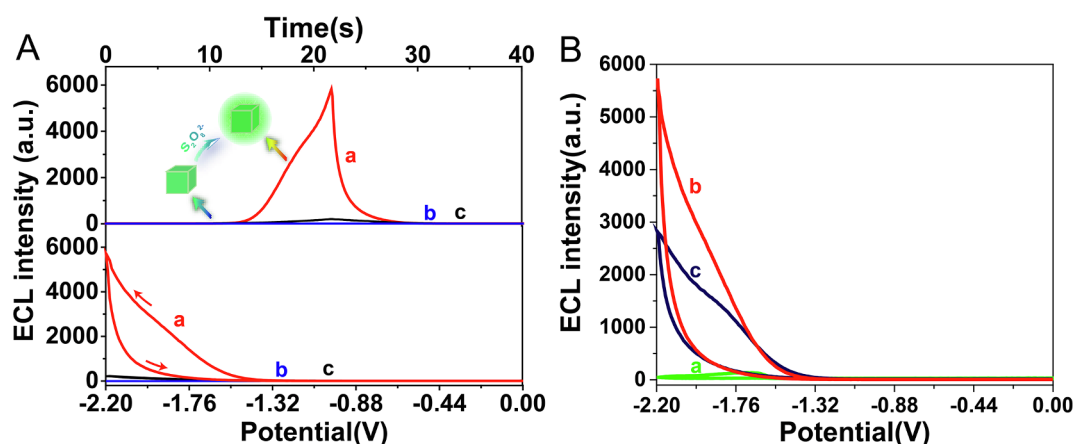 A
Time(s)
0 10 20 30 40
ECL intensity (a.u.)
6000
4000
2000
0
S₂O₈²⁻
a
b c
6000
4000
2000
0
a
b c
-2.20 -1.76 -1.32 -0.88 -0.44 0.00
Potential(V)
B
ECL intensity(a.u.)
6000
5000
4000
3000
2000
1000
0
b
c
a
-2.20 -1.76 -1.32 -0.88 -0.44 0.00
Potential(V)